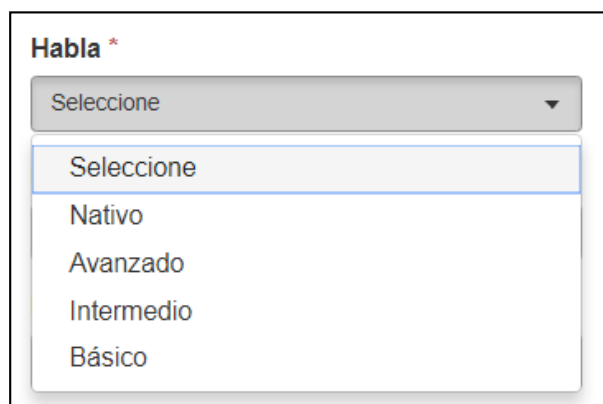 Habla *
Seleccione
Seleccione
Nativo
Avanzado
Intermedio
Básico